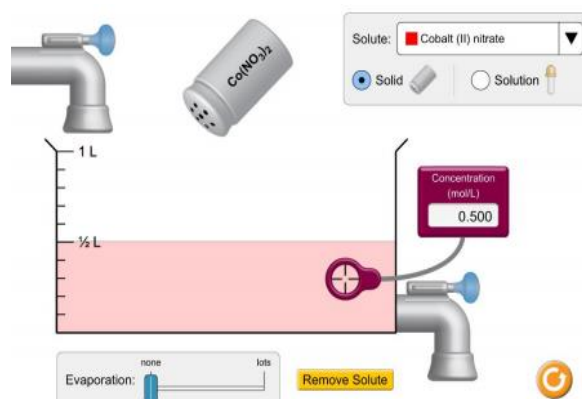 Solute:
Cobalt (II) nitrate
Solid
Solution
Co(NO₃)₂
1 L
Concentration
(mol/L)
0.500
½ L
none
lots
Evaporation:
Remove Solute